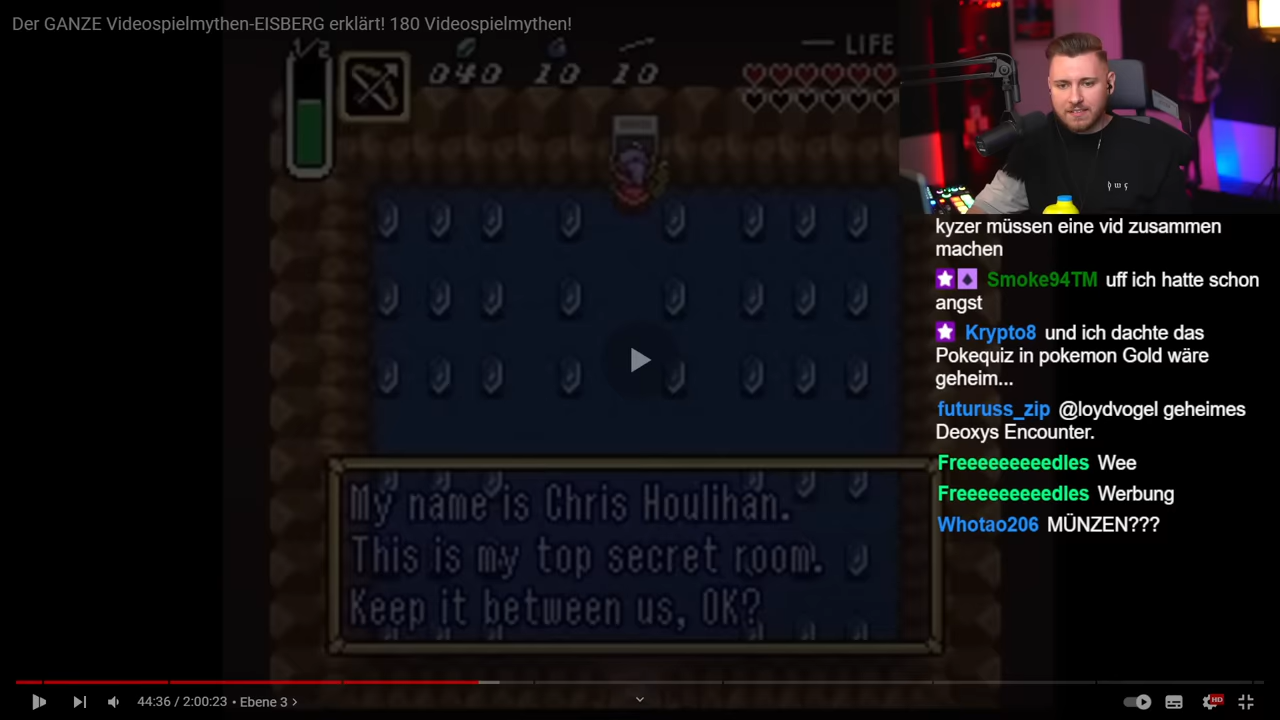 Der GANZE Videospielmythen-EISBERG erklärt! 180 Videospielmythen!
1/2
040 10 10
LIFE
My name is Chris Houlihan.
This is my top secret room.
Keep it between us, OK?
kyzer müssen eine vid zusammen
machen
Smoke94TM uff ich hatte schon
angst
Krypto8 und ich dachte das
Pokequiz in pokemon Gold wäre
geheim...
futuruss_zip @loydvogel geheimes
Deoxys Encounter.
Freeeeeeeeedles Wee
Freeeeeeeeedles Werbung
Whotao206 MÜNZEN???
44:36 / 2:00:23 • Ebene 3 >
HD